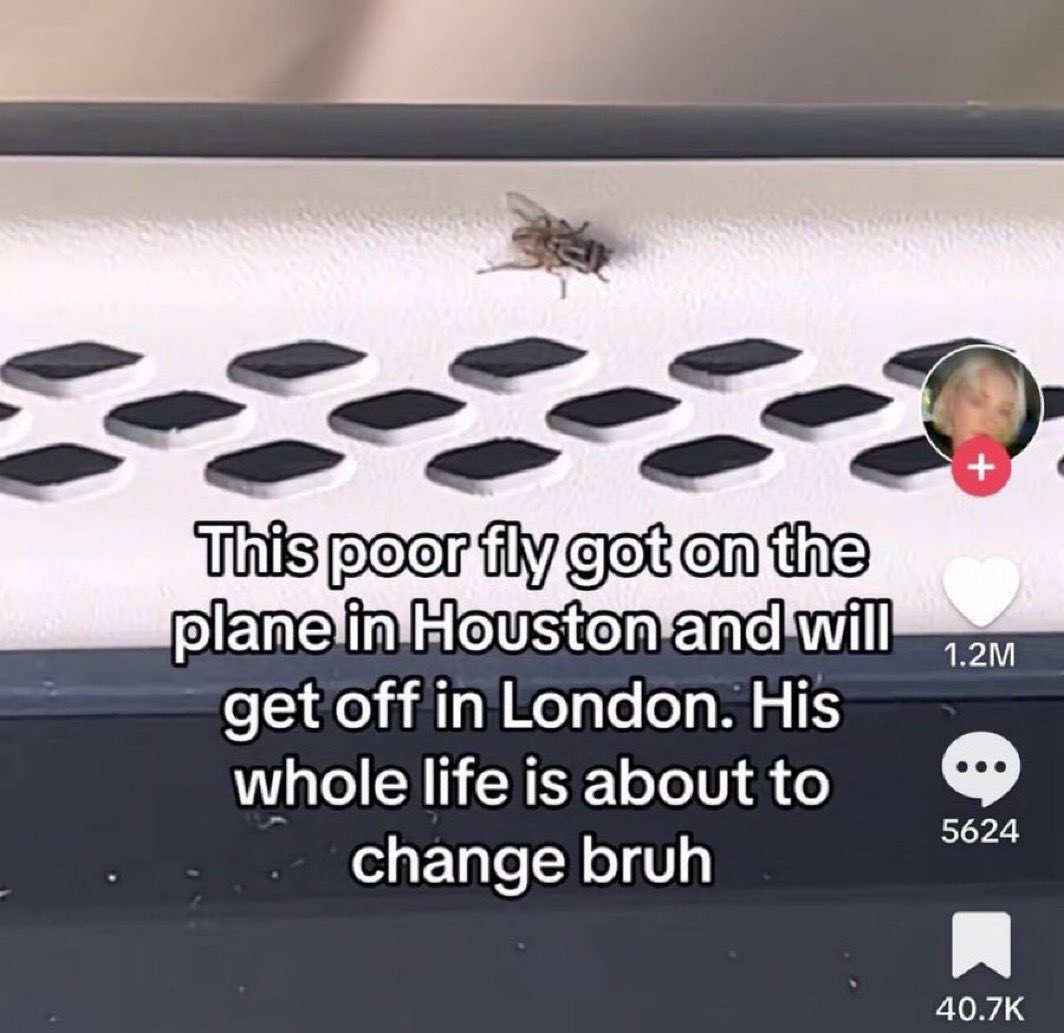 This poor fly got on the
plane in Houston and will
get off in London. His
whole life is about to
change bruh
1.2M
5624
40.7K